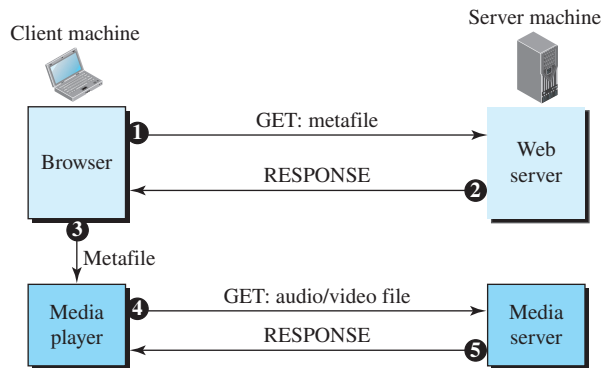 Client machine
Server machine
1
GET: metafile
Browser
Web
server
RESPONSE
2
3
Metafile
4
GET: audio/video file
Media
player
Media
server
RESPONSE
5